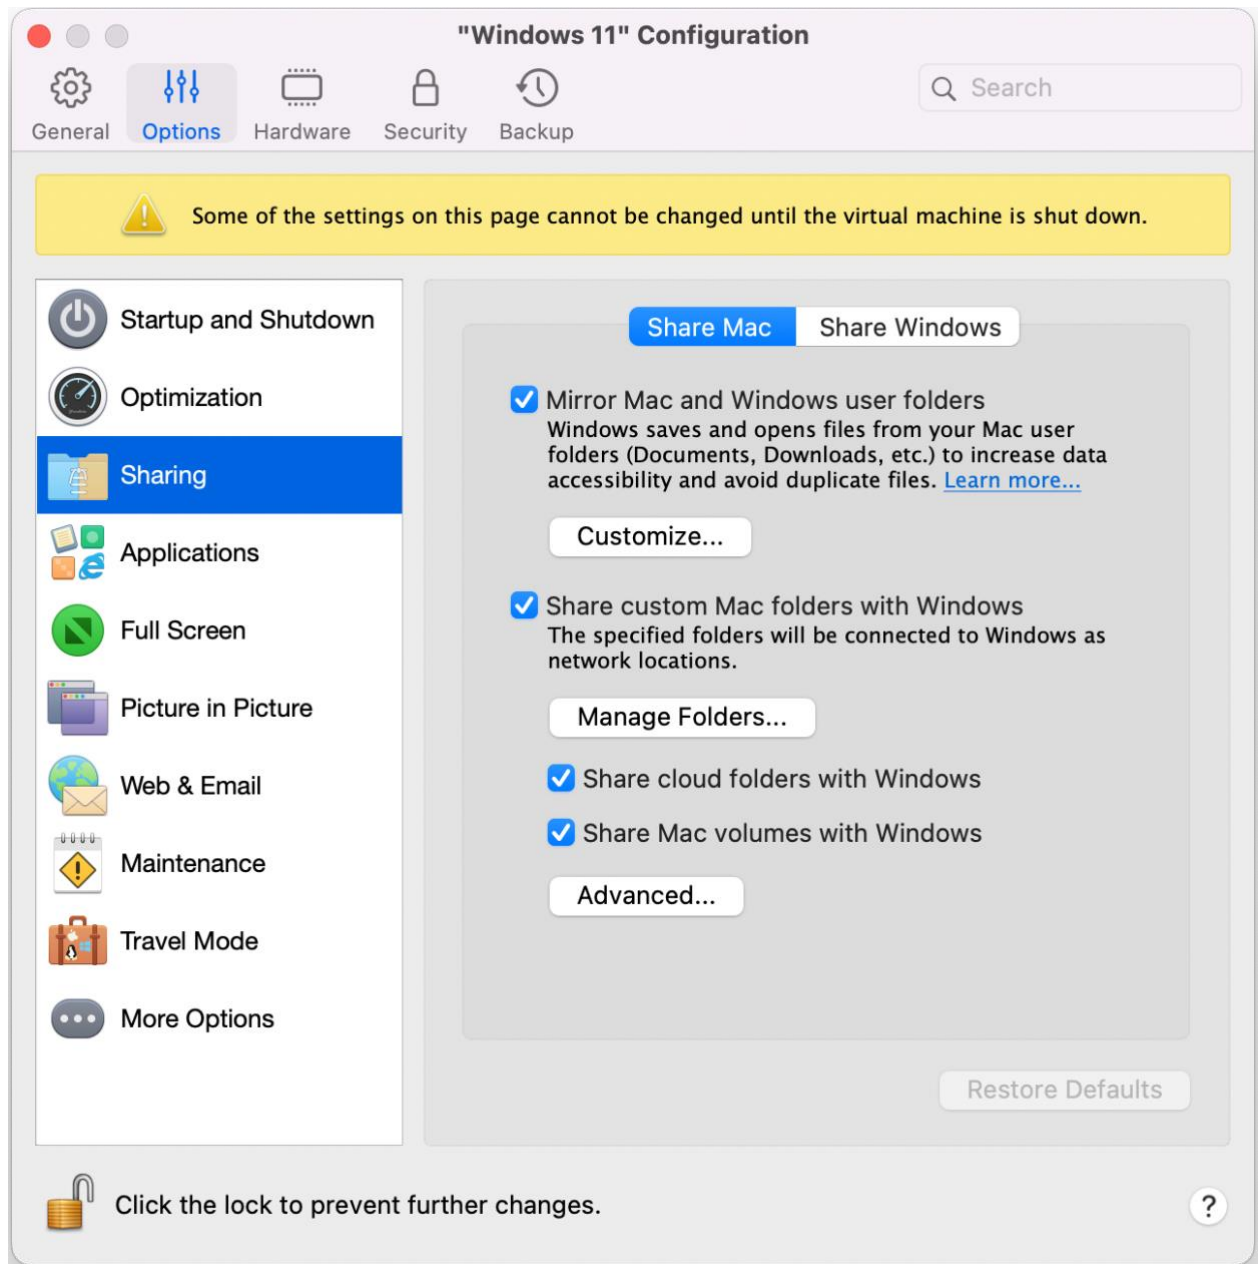 "Windows 11" Configuration
General
Options
Hardware
Security
Backup
Search
Some of the settings on this page cannot be changed until the virtual machine is shut down.
Startup and Shutdown
Optimization
Sharing
Applications
Full Screen
Picture in Picture
Web & Email
Maintenance
Travel Mode
More Options
Share Mac
Share Windows
Mirror Mac and Windows user folders
Windows saves and opens files from your Mac user
folders (Documents, Downloads, etc.) to increase data
accessibility and avoid duplicate files. Learn more...
Customize...
Share custom Mac folders with Windows
The specified folders will be connected to Windows as
network locations.
Manage Folders...
Share cloud folders with Windows
Share Mac volumes with Windows
Advanced...
Restore Defaults
Click the lock to prevent further changes.
?